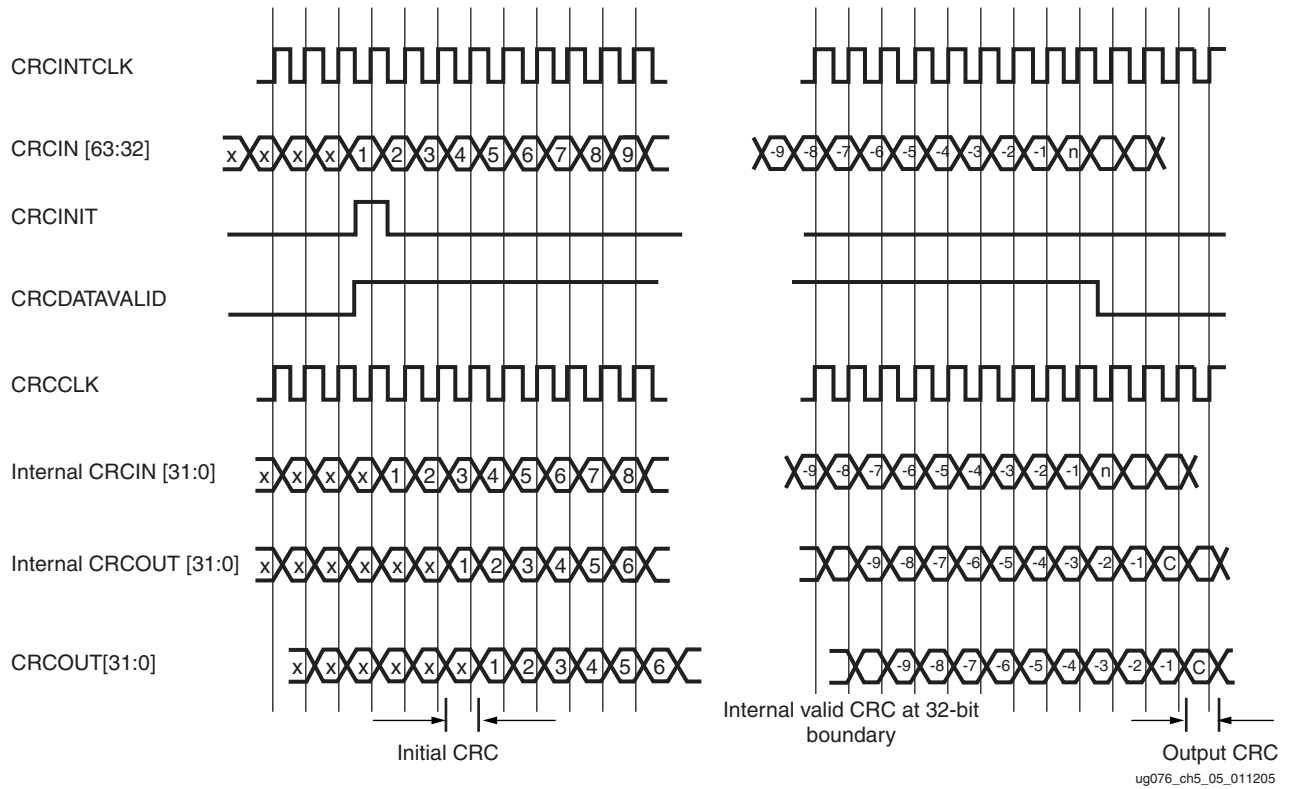 CRCINTCLK
CRCIN [63:32]
x x x x 1 2 3 4 5 6 7 8 9
-9 -8 -7 -6 -5 -4 -3 -2 -1 n
CRCINIT
CRCDATAVALID
CRCCLK
Internal CRCIN [31:0]
x x x x 1 2 3 4 5 6 7 8
-9 -8 -7 -6 -5 -4 -3 -2 -1 n
Internal CRCOUT [31:0]
x x x x x x 1 2 3 4 5 6
-9 -8 -7 -6 -5 -4 -3 -2 -1 C
CRCOUT[31:0]
x x x x x x 1 2 3 4 5 6
-9 -8 -7 -6 -5 -4 -3 -2 -1 C
Initial CRC
Internal valid CRC at 32-bit
boundary
Output CRC
ug076_ch5_05_011205